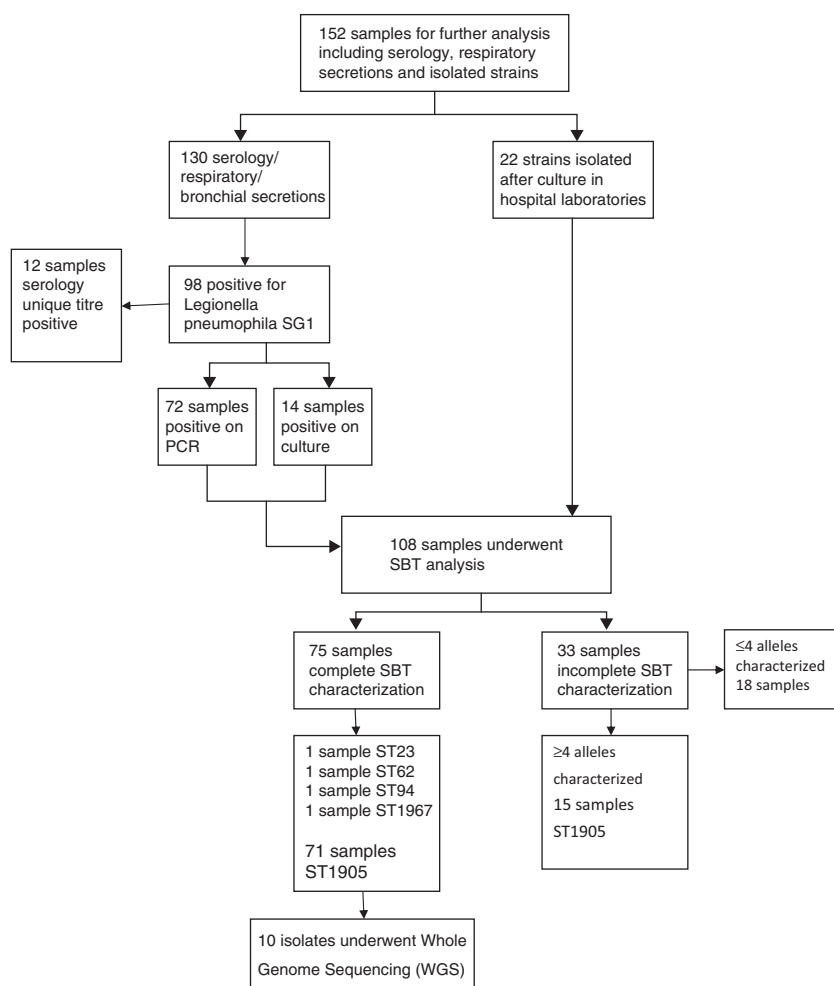 152 samples for further analysis
including serology, respiratory
secretions and isolated strains
130 serology/
respiratory/
bronchial secretions
22 strains isolated
after culture in
hospital laboratories
12 samples
serology
unique titre
positive
98 positive for
Legionella
pneumophila SG1
72 samples
positive on
PCR
14 samples
positive on
culture
108 samples underwent
SBT analysis
75 samples
complete SBT
characterization
33 samples
incomplete SBT
characterization
≤4 alleles
characterized
18 samples
1 sample ST23
1 sample ST62
1 sample ST94
1 sample ST1967
71 samples
ST1905
≥4 alleles
characterized
15 samples
ST1905
10 isolates underwent Whole
Genome Sequencing (WGS)